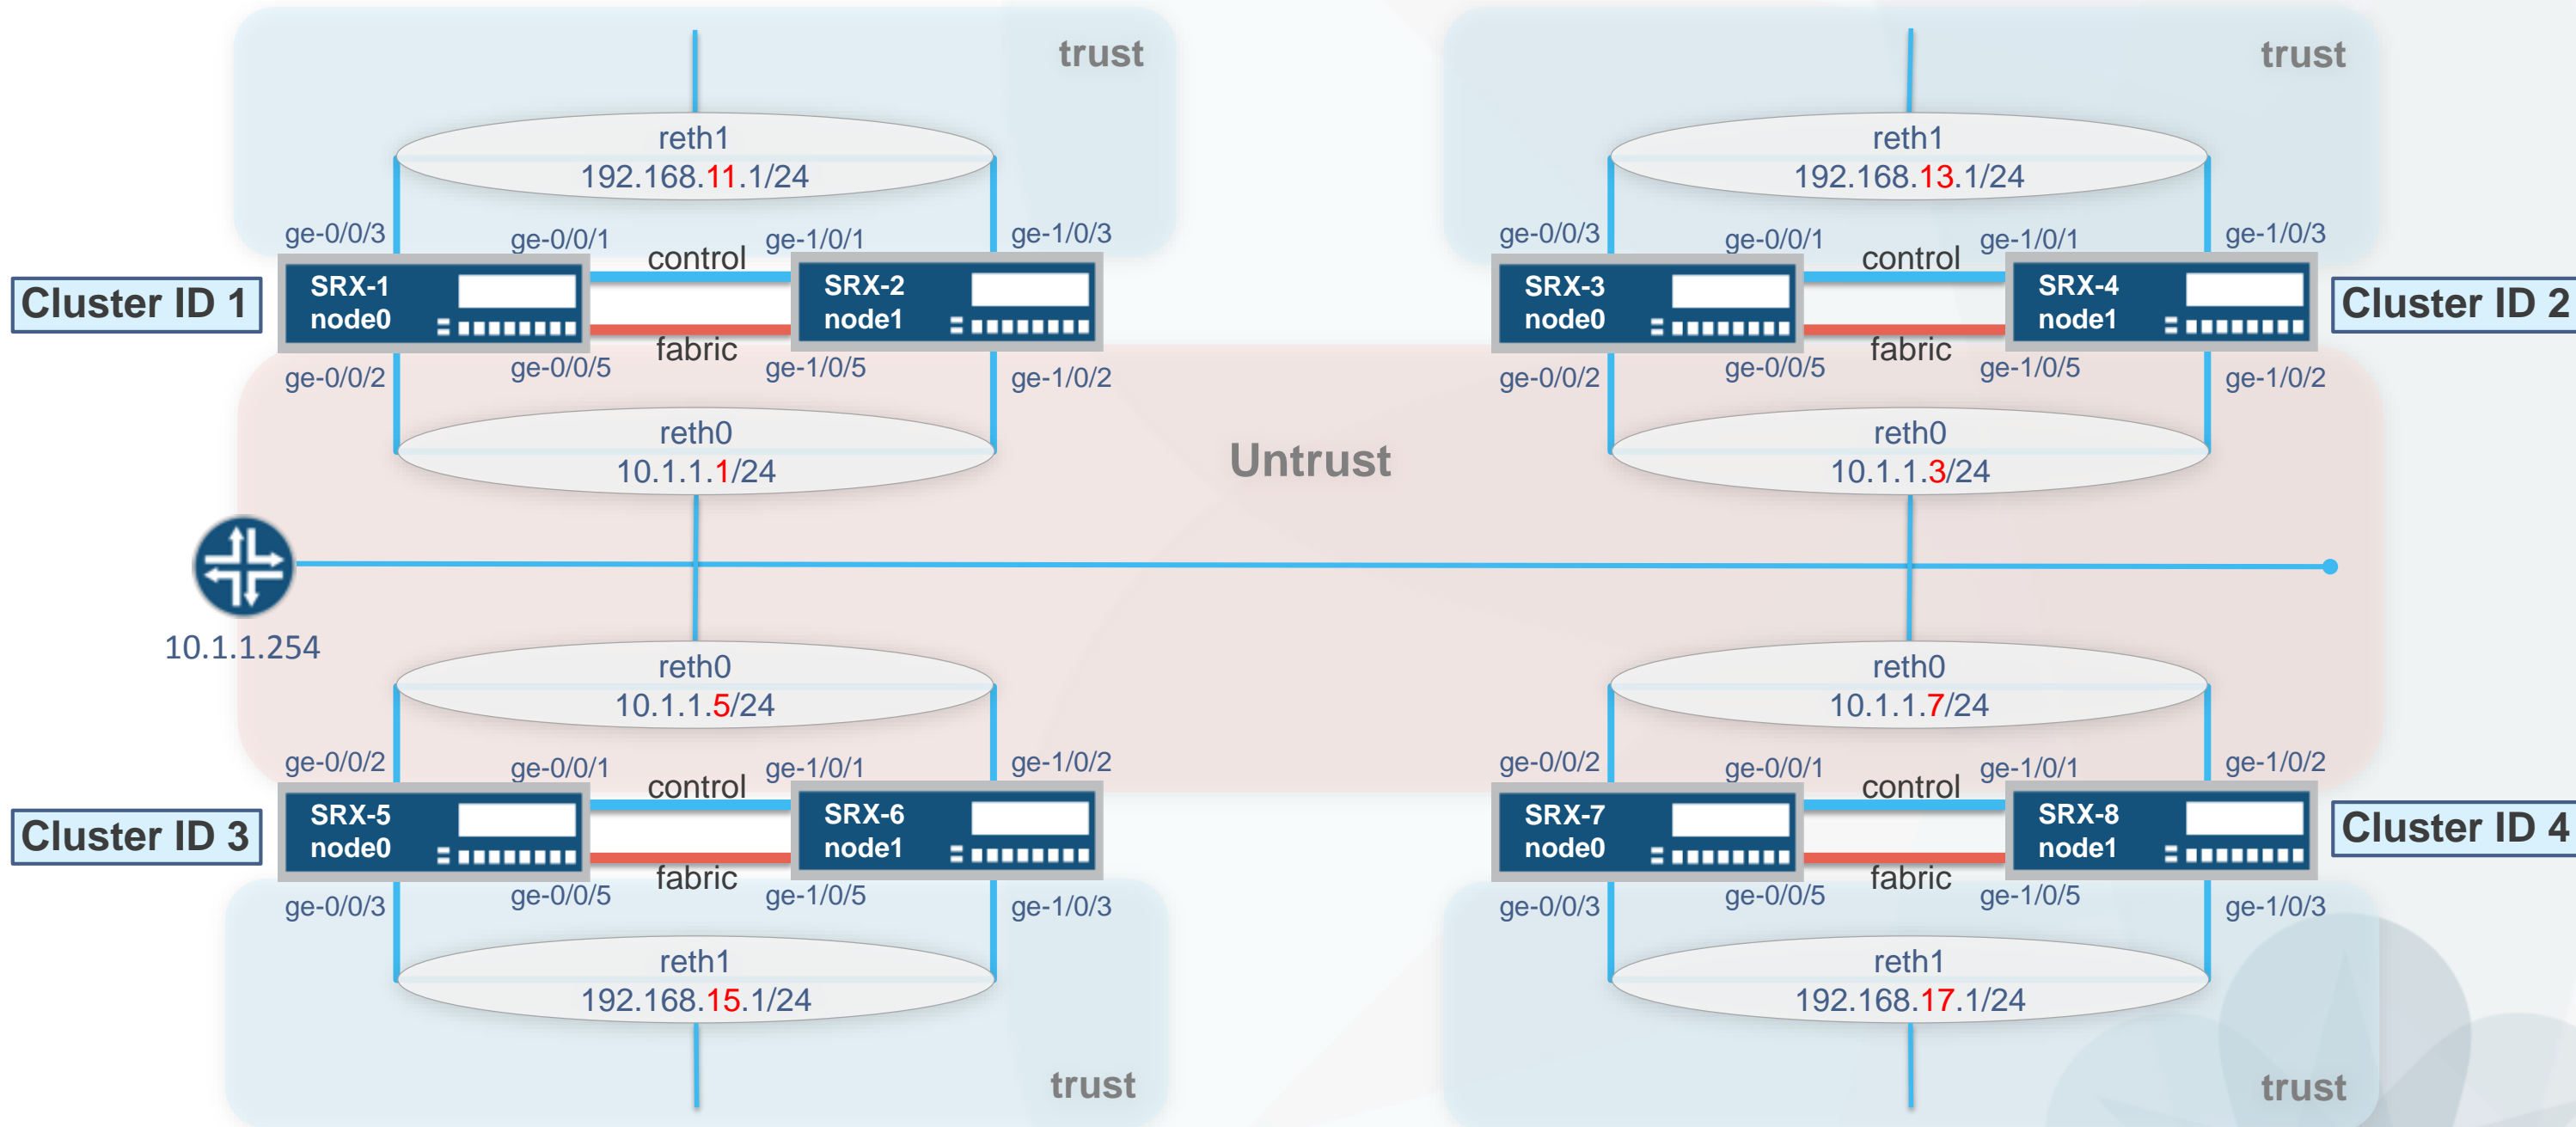 trust
trust
reth1
192.168.11.1/24
reth1
192.168.13.1/24
ge-0/0/3
ge-0/0/1
ge-1/0/1
ge-1/0/3
ge-0/0/3
ge-0/0/1
ge-1/0/1
ge-1/0/3
control
control
Cluster ID 1
SRX-1
node0
SRX-2
node1
SRX-3
node0
SRX-4
node1
Cluster ID 2
fabric
fabric
ge-0/0/2
ge-0/0/5
ge-1/0/5
ge-1/0/2
ge-0/0/2
ge-0/0/5
ge-1/0/5
ge-1/0/2
reth0
10.1.1.1/24
Untrust
reth0
10.1.1.3/24
10.1.1.254
reth0
10.1.1.5/24
reth0
10.1.1.7/24
ge-0/0/2
ge-0/0/1
ge-1/0/1
ge-1/0/2
ge-0/0/2
ge-0/0/1
ge-1/0/1
ge-1/0/2
control
control
Cluster ID 3
SRX-5
node0
SRX-6
node1
SRX-7
node0
SRX-8
node1
Cluster ID 4
fabric
fabric
ge-0/0/3
ge-0/0/5
ge-1/0/5
ge-1/0/3
ge-0/0/3
ge-0/0/5
ge-1/0/5
ge-1/0/3
reth1
192.168.15.1/24
reth1
192.168.17.1/24
trust
trust